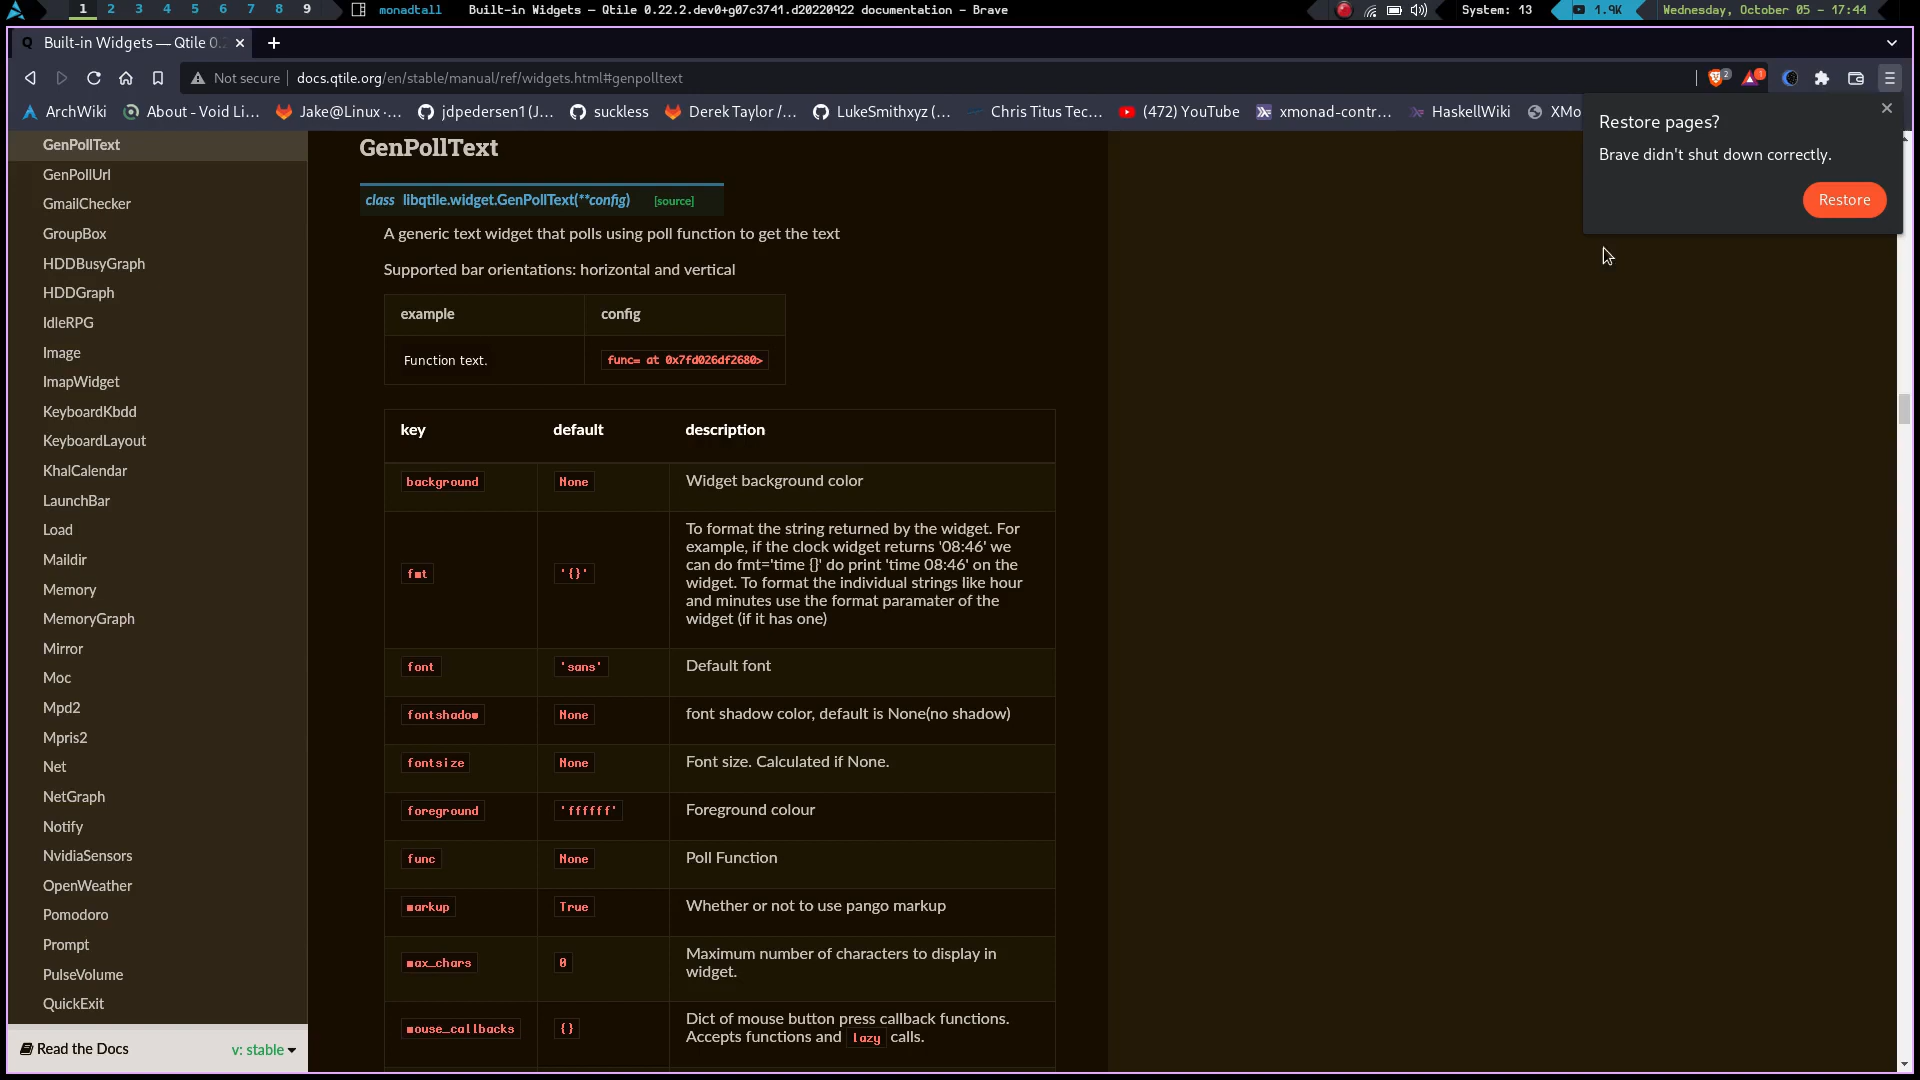 1 2 3 4 5 6 7 8 9 monadtall Built-in Widgets — Qtile 0.22.2.dev0+g07c3741.d20220922 documentation - Brave System: 13 1.9K Wednesday, October 05 - 17:44
Built-in Widgets — Qtile 0.
Not secure docs.qtile.org/en/stable/manual/ref/widgets.html#genpolltext 2 1
ArchWiki About - Void Li... Jake@Linux ·... jdpedersen1 (J... suckless Derek Taylor /... LukeSmithxyz (... Chris Titus Tec... (472) YouTube xmonad-contr... HaskellWiki XMo
Restore pages?
Brave didn't shut down correctly.
Restore
GenPollText
GenPollUrl
GmailChecker
GroupBox
HDDBusyGraph
HDDGraph
IdleRPG
Image
ImapWidget
KeyboardKbdd
KeyboardLayout
KhalCalendar
LaunchBar
Load
Maildir
Memory
MemoryGraph
Mirror
Moc
Mpd2
Mpris2
Net
NetGraph
Notify
NvidiaSensors
OpenWeather
Pomodoro
Prompt
PulseVolume
QuickExit
Read the Docs v: stable
GenPollText
class libqtile.widget.GenPollText(**config) [source]
A generic text widget that polls using poll function to get the text
Supported bar orientations: horizontal and vertical
example config
Function text. func= at 0x7fd026df2680>
key default description
background None Widget background color
fmt '{}' To format the string returned by the widget. For
example, if the clock widget returns '08:46' we
can do fmt='time {}' do print 'time 08:46' on the
widget. To format the individual strings like hour
and minutes use the format paramater of the
widget (if it has one)
font 'sans' Default font
fontshadow None font shadow color, default is None(no shadow)
fontsize None Font size. Calculated if None.
foreground 'ffffff' Foreground colour
func None Poll Function
markup True Whether or not to use pango markup
max_chars 0 Maximum number of characters to display in
widget.
mouse_callbacks {} Dict of mouse button press callback functions.
Accepts functions and lazy calls.